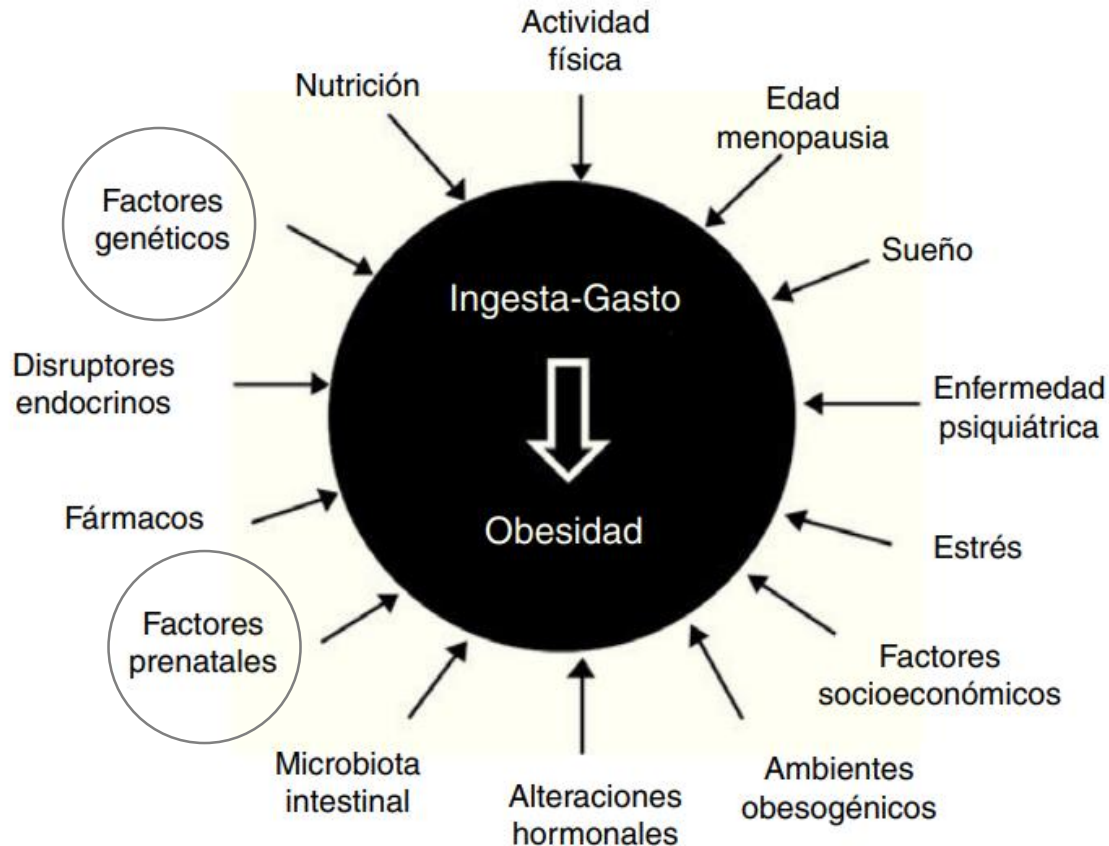 Actividad
física
Nutrición
Edad
menopausia
Factores
genéticos
Sueño
Ingesta-Gasto
Disruptores
endocrinos
Enfermedad
psiquiátrica
Fármacos
Obesidad
Estrés
Factores
prenatales
Factores
socioeconómicos
Microbiota
intestinal
Alteraciones
hormonales
Ambientes
obesogénicos